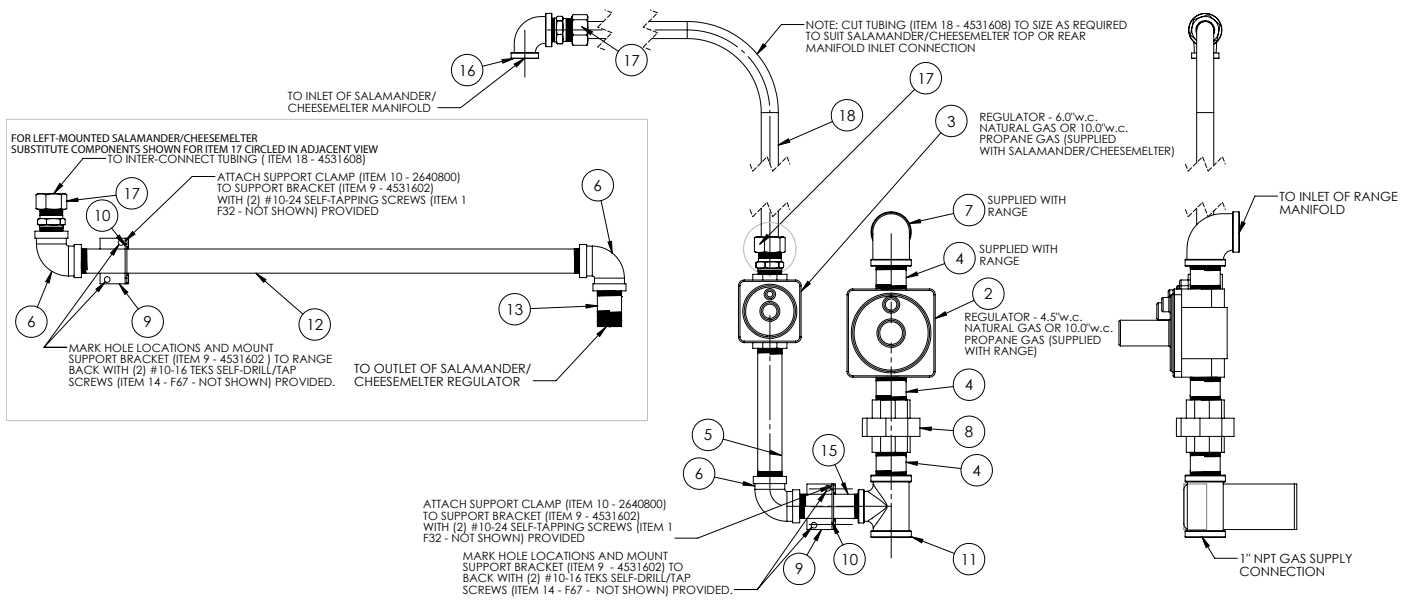 NOTE: CUT TUBING (ITEM 18 - 4531608) TO SIZE AS REQUIRED
TO SUIT SALAMANDER/CHEESEMELTER TOP OR REAR
MANIFOLD INLET CONNECTION
16
17
TO INLET OF SALAMANDER/
CHEESEMELTER MANIFOLD
17
18
3
REGULATOR - 6.0"w.c.
NATURAL GAS OR 10.0"w.c.
PROPANE GAS (SUPPLIED
WITH SALAMANDER/CHEESEMELTER)
FOR LEFT-MOUNTED SALAMANDER/CHEESEMELTER
SUBSTITUTE COMPONENTS SHOWN FOR ITEM 17 CIRCLED IN ADJACENT VIEW
TO INTER-CONNECT TUBING ( ITEM 18 - 4531608)
17
10
ATTACH SUPPORT CLAMP (ITEM 10 - 2640800)
TO SUPPORT BRACKET (ITEM 9 - 4531602)
WITH (2) #10-24 SELF-TAPPING SCREWS (ITEM 1
F32 - NOT SHOWN) PROVIDED
6
6
9
12
13
MARK HOLE LOCATIONS AND MOUNT
SUPPORT BRACKET (ITEM 9 - 4531602 ) TO RANGE
BACK WITH (2) #10-16 TEKS SELF-DRILL/TAP
SCREWS (ITEM 14 - F67 - NOT SHOWN) PROVIDED.
TO OUTLET OF SALAMANDER/
CHEESEMELTER REGULATOR
7
SUPPLIED WITH
RANGE
4
SUPPLIED WITH
RANGE
2
REGULATOR - 4.5"w.c.
NATURAL GAS OR 10.0"w.c.
PROPANE GAS (SUPPLIED
WITH RANGE)
4
8
4
5
6
15
ATTACH SUPPORT CLAMP (ITEM 10 - 2640800)
TO SUPPORT BRACKET (ITEM 9 - 4531602)
WITH (2) #10-24 SELF-TAPPING SCREWS (ITEM 1
F32 - NOT SHOWN) PROVIDED
MARK HOLE LOCATIONS AND MOUNT
SUPPORT BRACKET (ITEM 9 - 4531602) TO
BACK WITH (2) #10-16 TEKS SELF-DRILL/TAP
SCREWS (ITEM 14 - F67 - NOT SHOWN) PROVIDED.
9
10
11
TO INLET OF RANGE
MANIFOLD
1" NPT GAS SUPPLY
CONNECTION